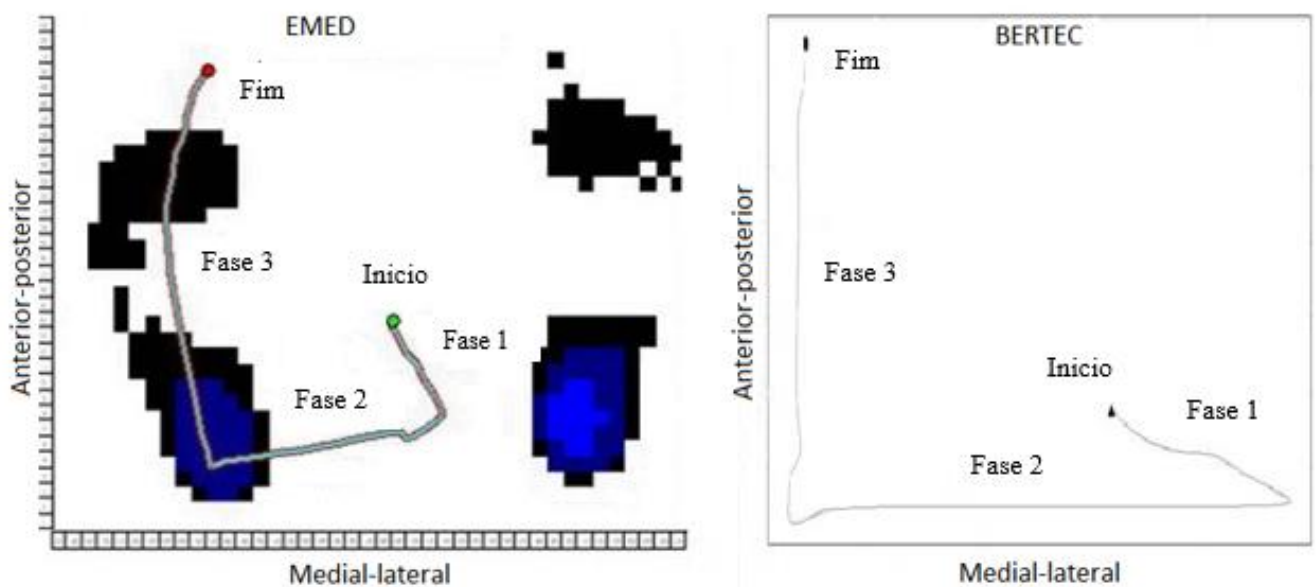 EMED
Fim
Anterior-posterior
Fase 3
Inicio
Fase 1
Fase 2
Medial-lateral
BERTEC
Fim
Anterior-posterior
Fase 3
Inicio
Fase 1
Fase 2
Medial-lateral